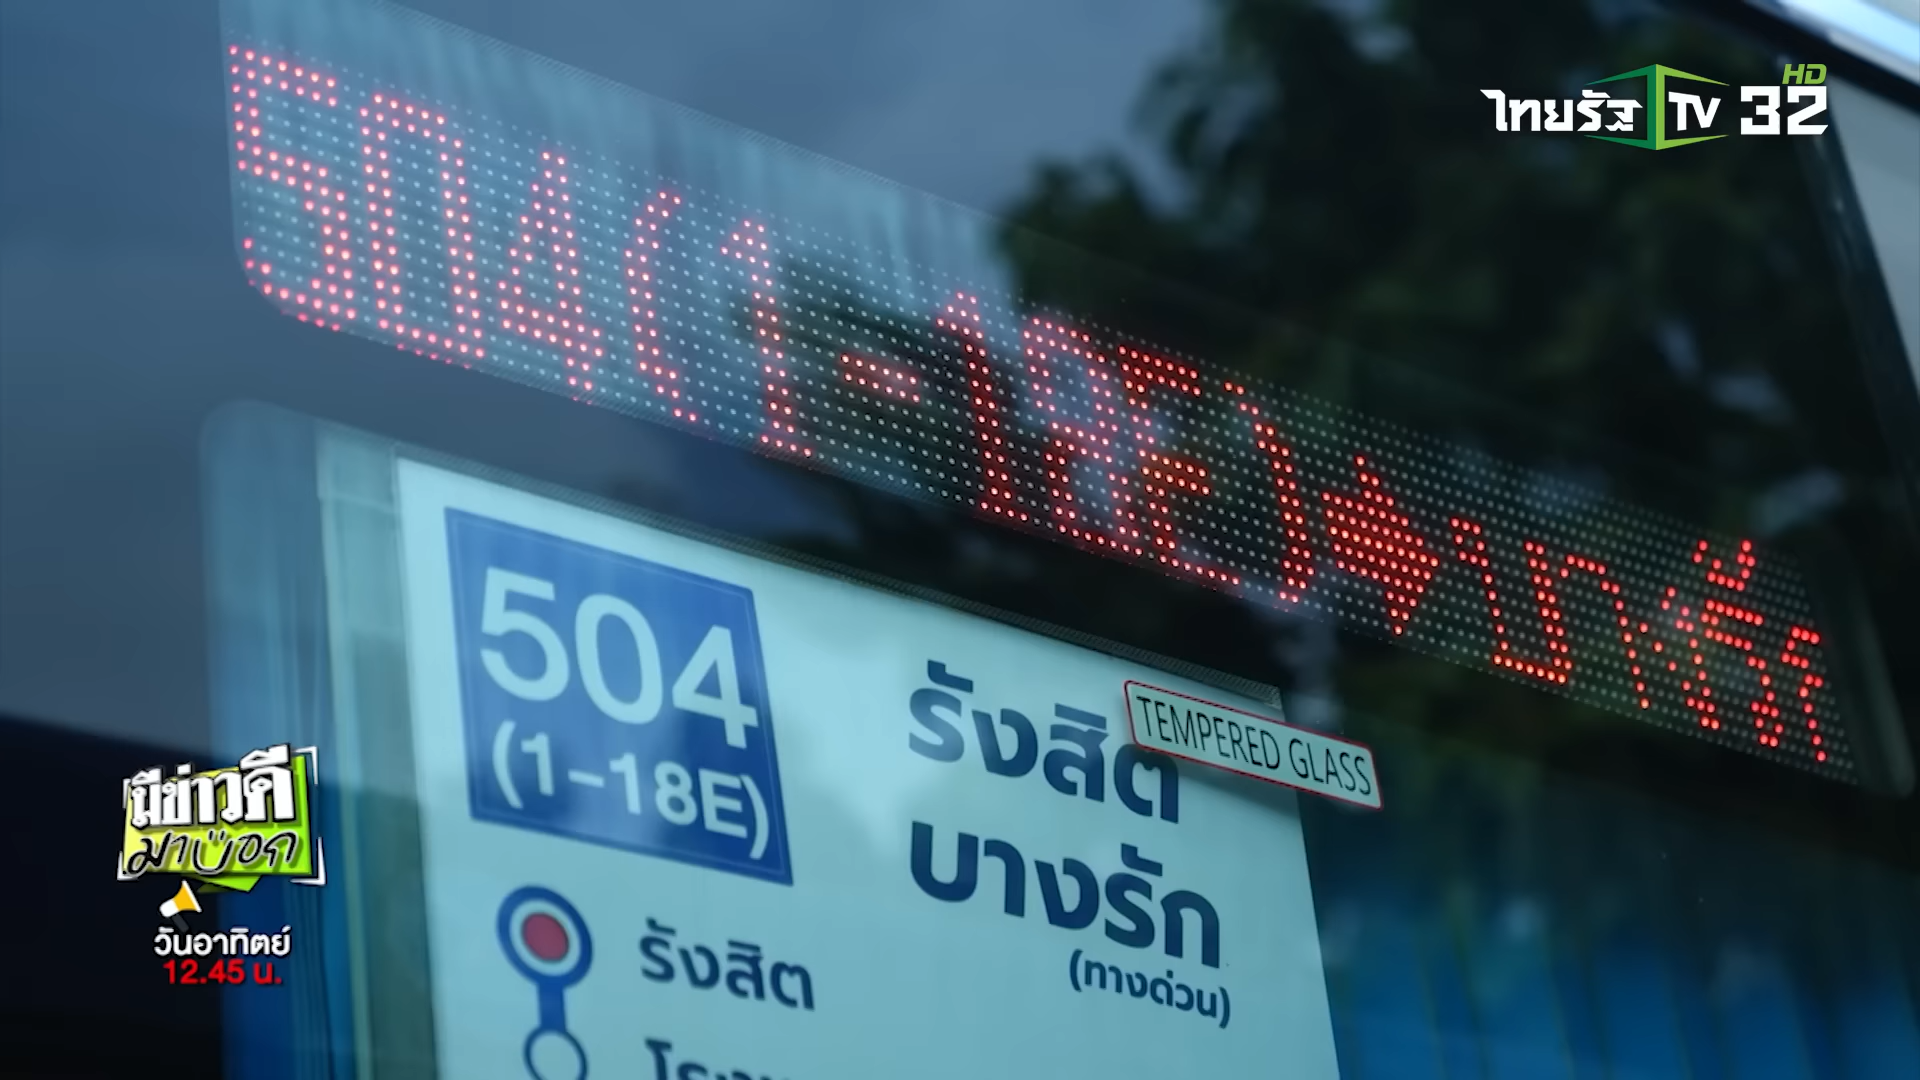 ไทยรัฐ TV 32 HD
504(1-18E)➔บางรั
504
(1-18E)
รังสิต
บางรัก
(ทางด่วน)
TEMPERED GLASS
รังสิต
มีข่าวดี
มาบอก
วันอาทิตย์
12.45 น.